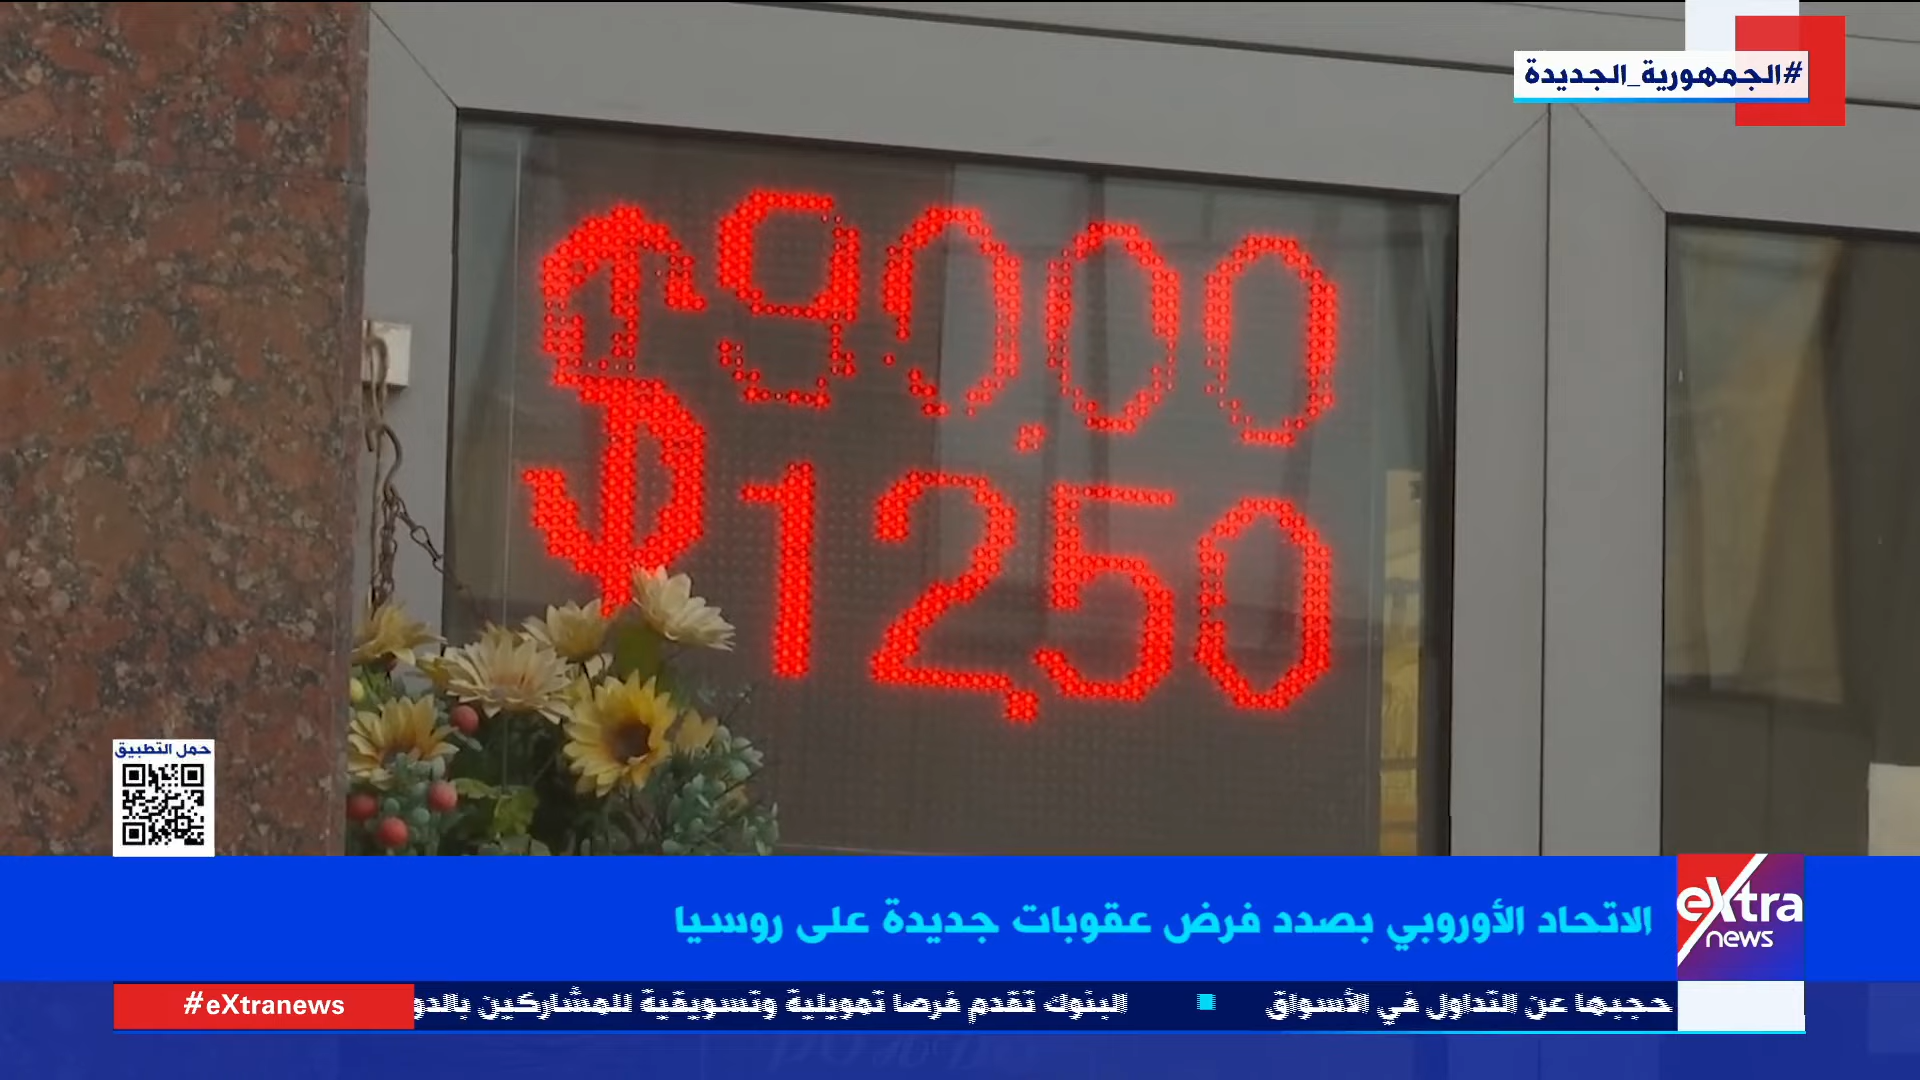 #الجمهورية_الجديدة
90,00
$12,50
حمل التطبيق
الاتحاد الأوروبي بصدد فرض عقوبات جديدة على روسيا
eXtra
news
#eXtranews
حجبها عن التداول في الأسواق ■ البنوك تقدم فرصا تمويلية وتسويقية للمشاركين بالدو